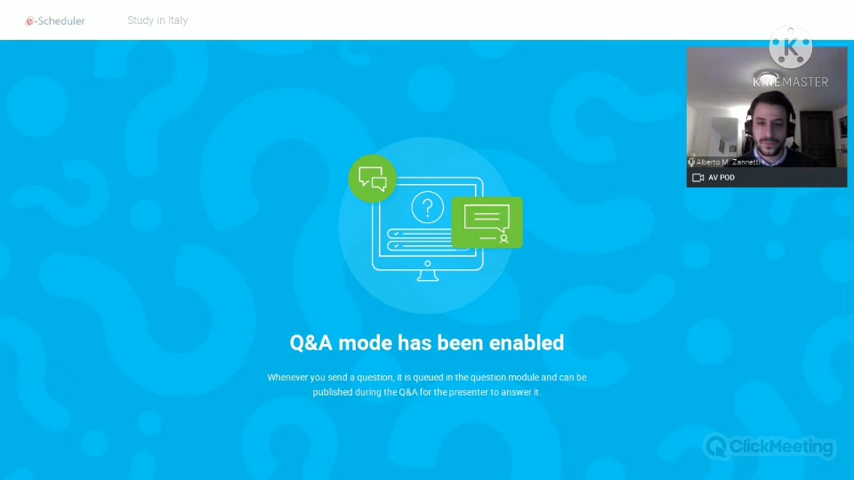 e-Scheduler
Study in Italy
K
KINEMASTER
Alberto M. Zannetti
AV POD
?
Q&A mode has been enabled
Whenever you send a question, it is queued in the question module and can be
published during the Q&A for the presenter to answer it.
ClickMeeting